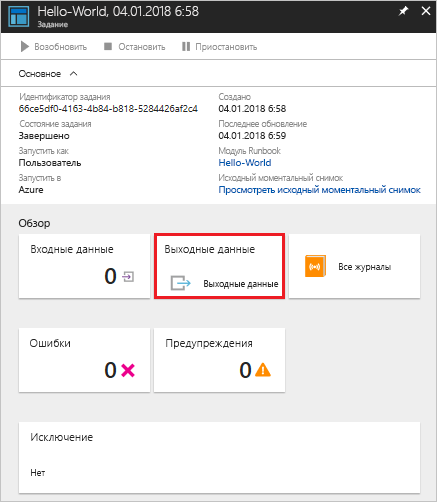 Hello-World, 04.01.2018 6:58
Задание
Возобновить Остановить Приостановить
Основное
Идентификатор задания Создано
66ce5df0-4163-4b84-b818-5284426af2c4 04.01.2018 6:58
Состояние задания Последнее обновление
Завершено 04.01.2018 6:59
Запустить как Модуль Runbook
Пользователь Hello-World
Запустить в Исходный моментальный снимок
Azure Просмотреть исходный моментальный снимок
Обзор
Входные данные Выходные данные
0 Выходные данные Все журналы
Ошибки Предупреждения
0 0
Исключение
Нет